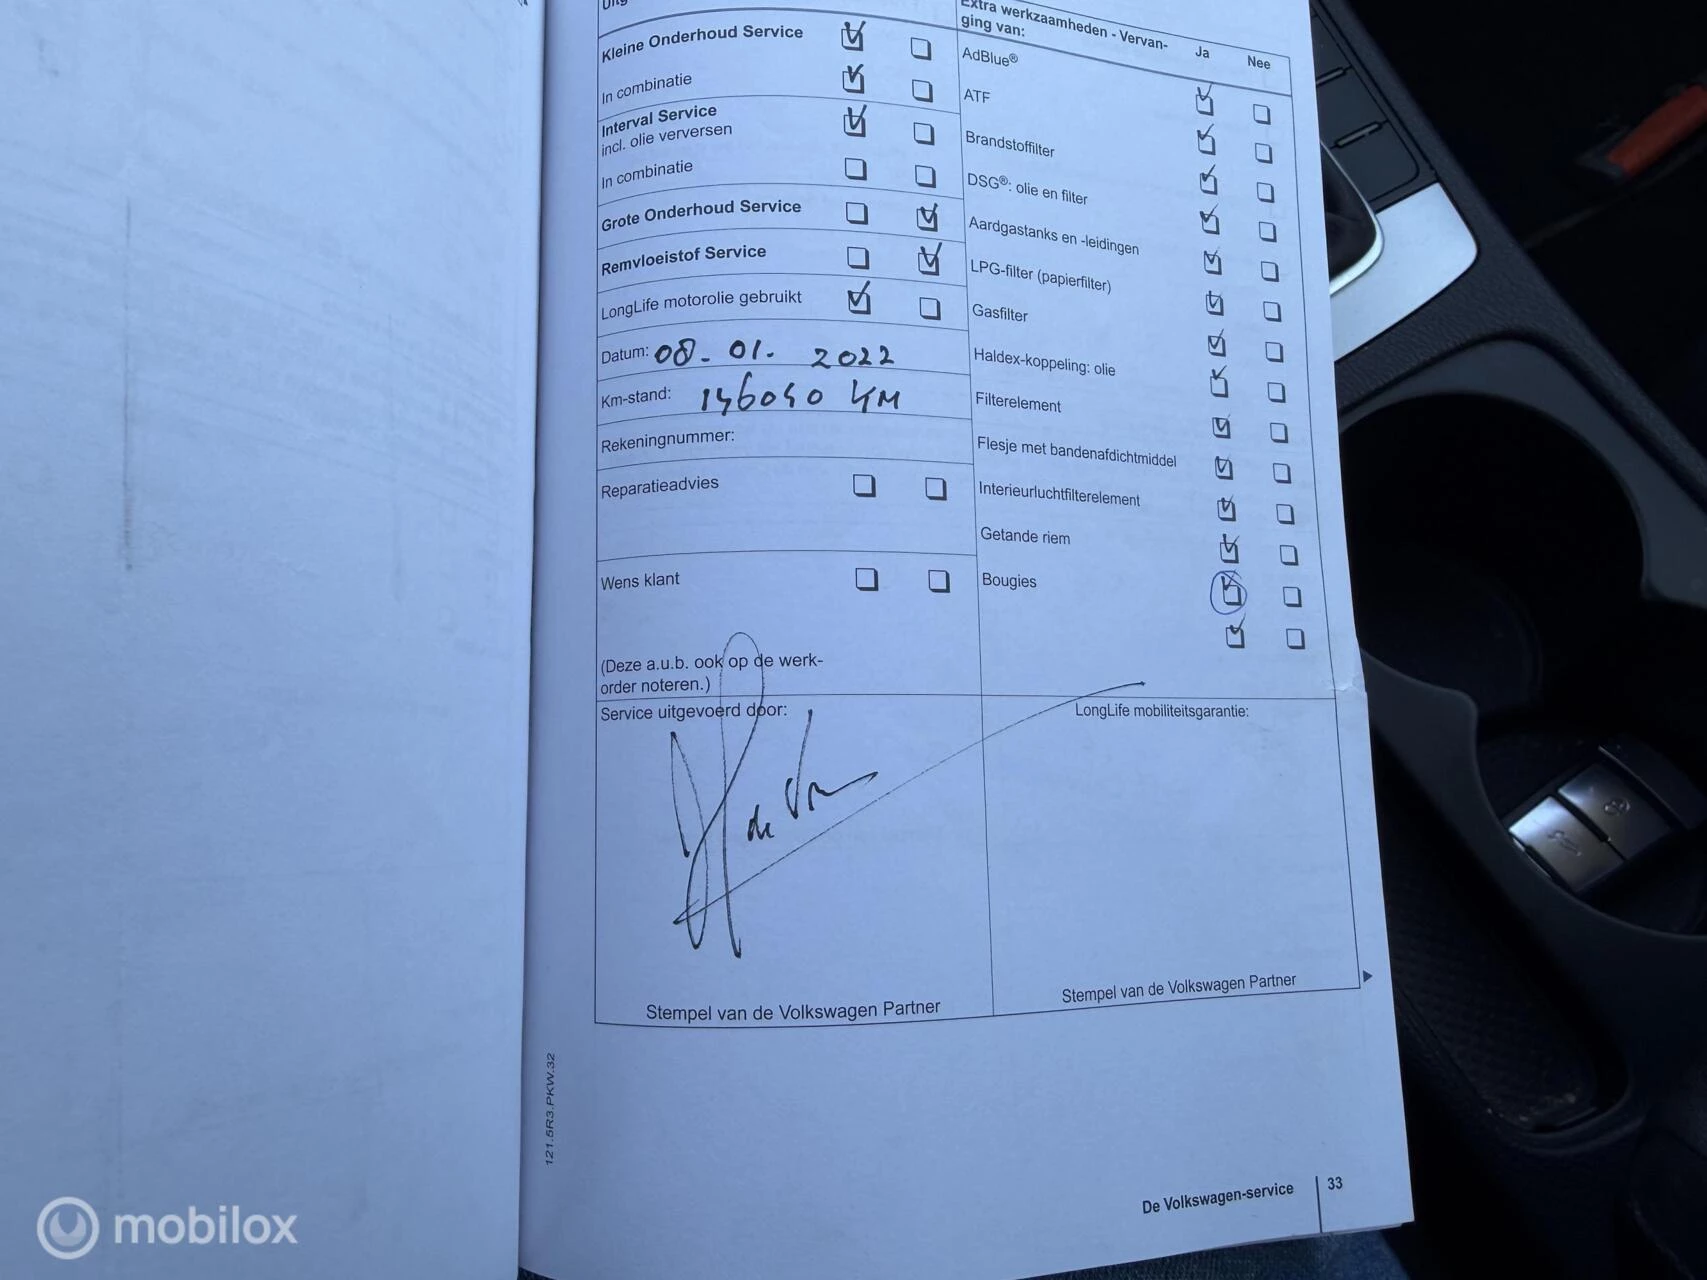 Kleine Onderhoud Service
In combinatie
Interval Service
incl. olie verversen
In combinatie
Grote Onderhoud Service
Remvloeistof Service
LongLife motorolie gebruikt
Datum: 08-01. 2022
Km-stand: 146040 KM
Rekeningnummer:
Reparatieadvies
Wens klant
(Deze a.u.b. ook op de werk-
order noteren.)
Extra werkzaamheden - Vervan-
ging van:
Ja
Nee
AdBlue®
ATF
Brandstoffilter
DSG®: olie en filter
Aardgastanks en -leidingen
LPG-filter (papierfilter)
Gasfilter
Haldex-koppeling: olie
Filterelement
Flesje met bandenafdichtmiddel
Interieurluchtfilterelement
Getande riem
Bougies
Service uitgevoerd door:
Stempel van de Volkswagen Partner
LongLife mobiliteitsgarantie:
Stempel van de Volkswagen Partner
121.5R3.PKW.32
De Volkswagen-service
33
mobilox